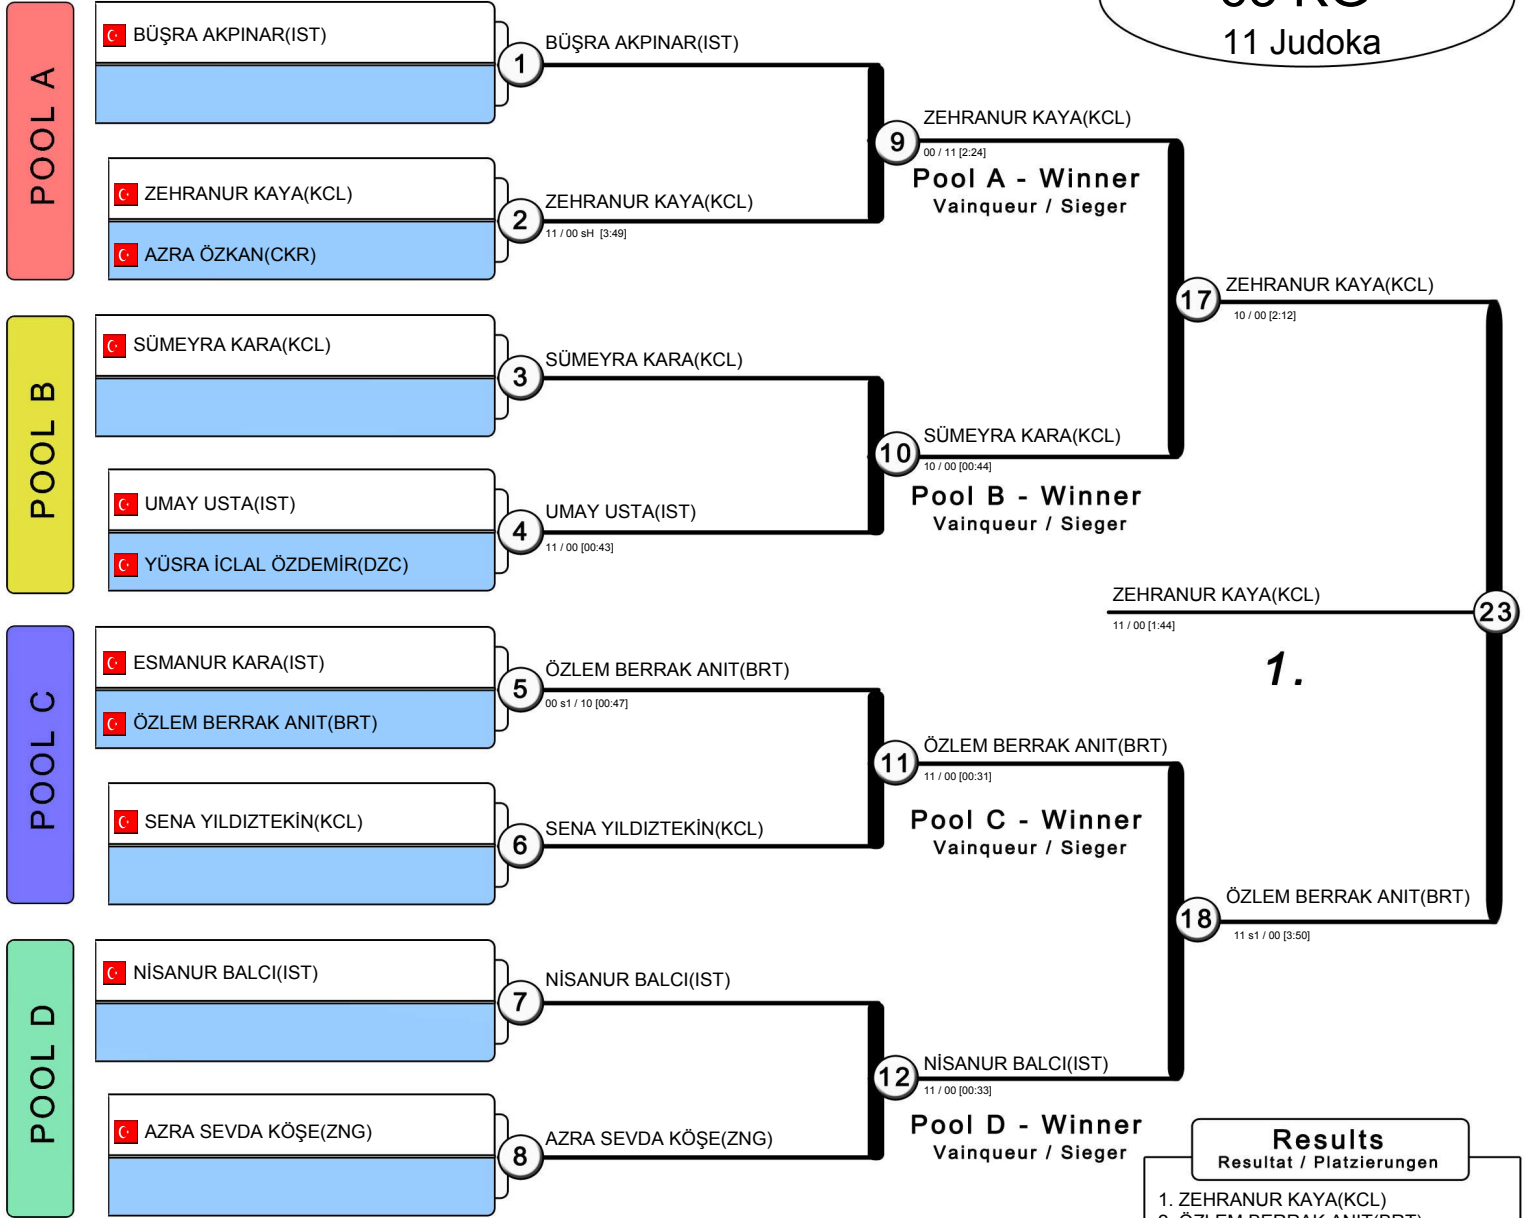 KG
11 Judoka
POOL A
BÜŞRA AKPINAR(IST)
1
BÜŞRA AKPINAR(IST)
ZEHRANUR KAYA(KCL)
AZRA ÖZKAN(CKR)
2
ZEHRANUR KAYA(KCL)
11 / 00 sH [3:49]
9
ZEHRANUR KAYA(KCL)
00 / 11 [2:24]
Pool A - Winner
Vainqueur / Sieger
POOL B
SÜMEYRA KARA(KCL)
3
SÜMEYRA KARA(KCL)
UMAY USTA(IST)
YÜSRA İCLAL ÖZDEMİR(DZC)
4
UMAY USTA(IST)
11 / 00 [00:43]
10
SÜMEYRA KARA(KCL)
10 / 00 [00:44]
Pool B - Winner
Vainqueur / Sieger
17
ZEHRANUR KAYA(KCL)
10 / 00 [2:12]
ZEHRANUR KAYA(KCL)
23
11 / 00 [1:44]
1.
POOL C
ESMANUR KARA(IST)
ÖZLEM BERRAK ANIT(BRT)
5
ÖZLEM BERRAK ANIT(BRT)
00 s1 / 10 [00:47]
SENA YILDIZTEKİN(KCL)
6
SENA YILDIZTEKİN(KCL)
11
ÖZLEM BERRAK ANIT(BRT)
11 / 00 [00:31]
Pool C - Winner
Vainqueur / Sieger
18
ÖZLEM BERRAK ANIT(BRT)
11 s1 / 00 [3:50]
POOL D
NİSANUR BALCI(IST)
7
NİSANUR BALCI(IST)
AZRA SEVDA KÖŞE(ZNG)
8
AZRA SEVDA KÖŞE(ZNG)
12
NİSANUR BALCI(IST)
11 / 00 [00:33]
Pool D - Winner
Vainqueur / Sieger
Results
Resultat / Platzierungen
1. ZEHRANUR KAYA(KCL)
2. ÖZLEM BERRAK ANIT(BRT)